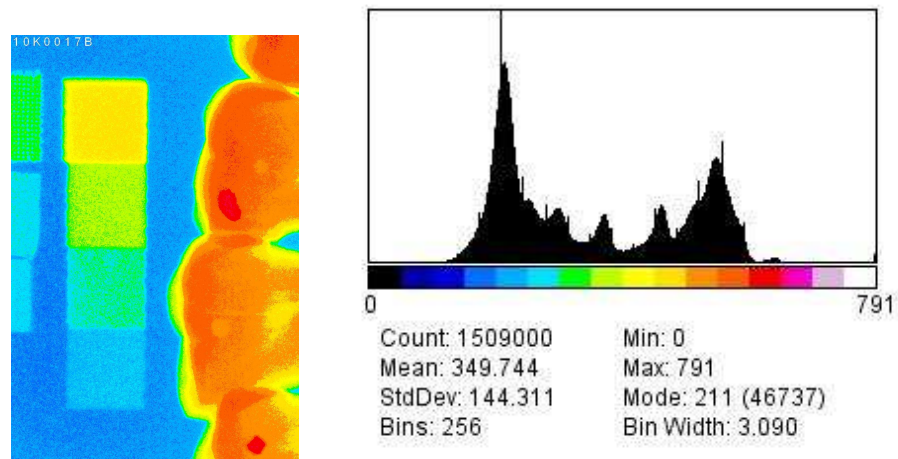 10K0017B
0
791
Count: 1509000
Min: 0
Mean: 349.744
Max: 791
StdDev: 144.311
Mode: 211 (46737)
Bins: 256
Bin Width: 3.090